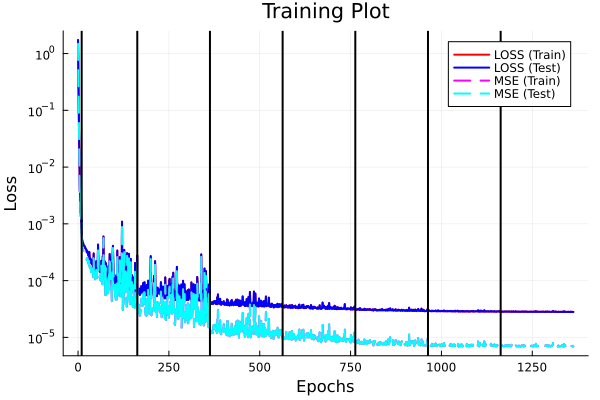 Training Plot
LOSS (Train)
LOSS (Test)
MSE (Train)
MSE (Test)
10^0
10^-1
10^-2
10^-3
10^-4
10^-5
Loss
0 250 500 750 1000 1250
Epochs